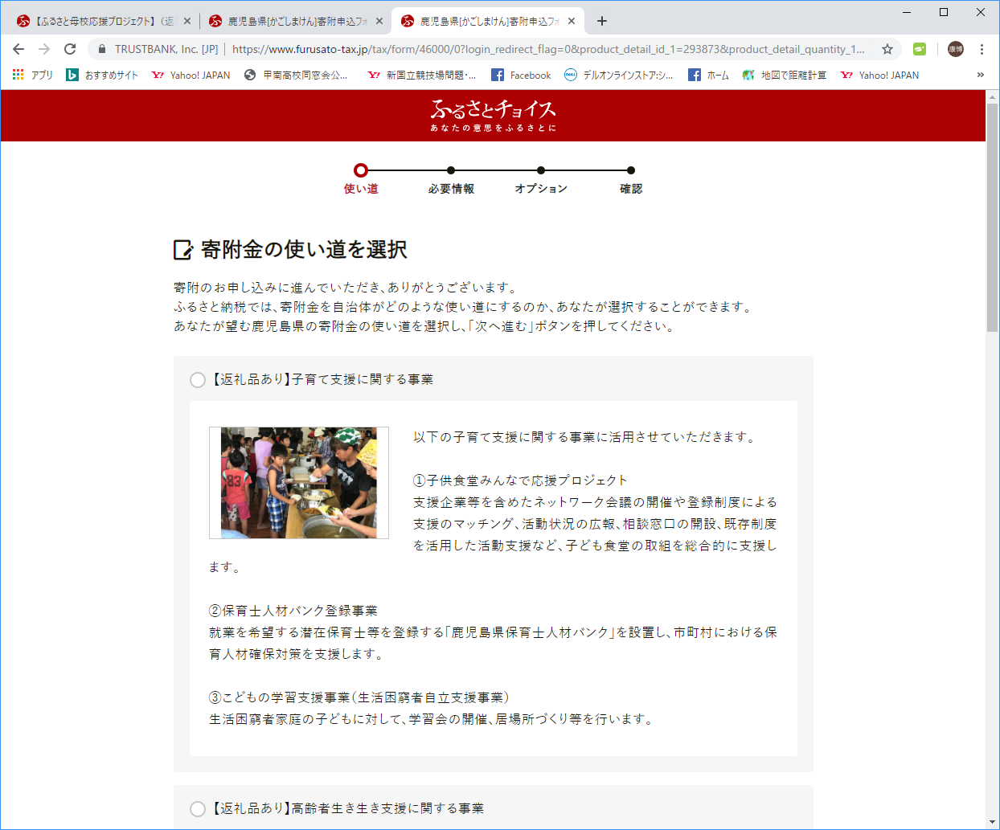 【ふるさと母校応援プロジェクト】(返
鹿児島県[かごしまけん]寄附申込フォ
鹿児島県[かごしまけん]寄附申込フォ
TRUSTBANK, Inc. [JP]
https://www.furusato-tax.jp/tax/form/46000/0?login_redirect_flag=0&product_detail_id_1=293873&product_detail_quantity_1...
康博
アプリ
おすすめサイト
Yahoo! JAPAN
甲南高校同窓会公...
新国立競技場問題・...
Facebook
デルオンラインストア:シ...
ホーム
地図で距離計算
Yahoo! JAPAN
»
ふるさとチョイス
あなたの意思をふるさとに
使い道
必要情報
オプション
確認
寄附金の使い道を選択
寄附のお申し込みに進んでいただき、ありがとうございます。
ふるさと納税では、寄附金を自治体がどのような使い道にするのか、あなたが選択することができます。
あなたが望む鹿児島県の寄附金の使い道を選択し、「次へ進む」ボタンを押してください。
【返礼品あり】子育て支援に関する事業
83
以下の子育て支援に関する事業に活用させていただきます。
①子供食堂みんなで応援プロジェクト
支援企業等を含めたネットワーク会議の開催や登録制度による
支援のマッチング、活動状況の広報、相談窓口の開設、既存制度
を活用した活動支援など、子ども食堂の取組を総合的に支援し
ます。
②保育士人材バンク登録事業
就業を希望する潜在保育士等を登録する「鹿児島県保育士人材バンク」を設置し、市町村における保
育人材確保対策を支援します。
③こどもの学習支援事業(生活困窮者自立支援事業)
生活困窮者家庭の子どもに対して、学習会の開催、居場所づくり等を行います。
【返礼品あり】高齢者生き生き支援に関する事業